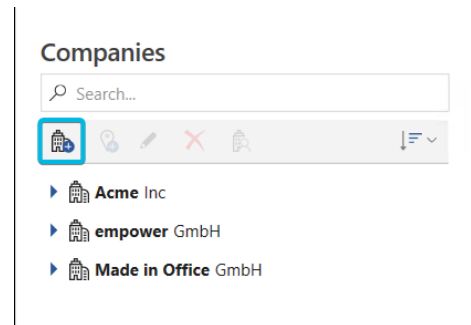 Companies
Search...
Acme Inc
empower GmbH
Made in Office GmbH